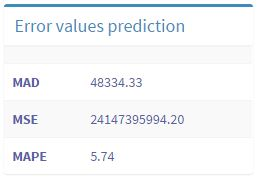 Error values prediction
MAD 48334.33
MSE 24147395994.20
MAPE 5.74